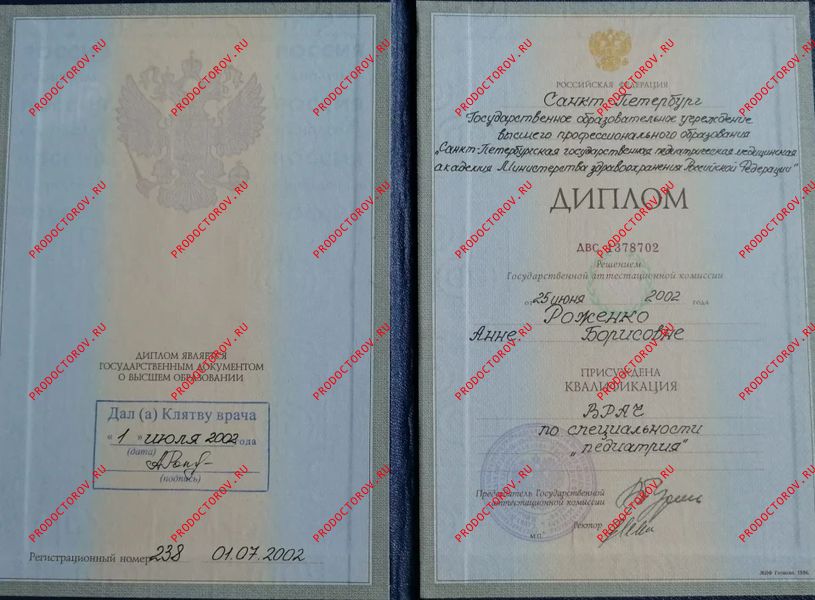 ДИПЛОМ ЯВЛЯЕТСЯ
ГОСУДАРСТВЕННЫМ ДОКУМЕНТОМ
О ВЫСШЕМ ОБРАЗОВАНИИ
Дал (а) Клятву врача
« 1 » июля 2002 года
(дата)
(подпись)
Регистрационный номер 238 01.07.2002
РОССИЙСКАЯ ФЕДЕРАЦИЯ
Санкт-Петербург
Государственное образовательное учреждение
высшего профессионального образования
„Санкт-Петербургская государственная педиатрическая медицинская
академия Министерства здравоохранения Российской Федерации"
ДИПЛОМ
ДВС 1378702
Решением
Государственной аттестационной комиссии
от 25 июня 2002 года
Роженко
Анне Борисовне
ПРИСУЖДЕНА
КВАЛИФИКАЦИЯ
ВРАЧ
по специальности
„педиатрия"
Председатель Государственной
аттестационной комиссии
Ректор
М.П.
PRODOCTOROV.RU